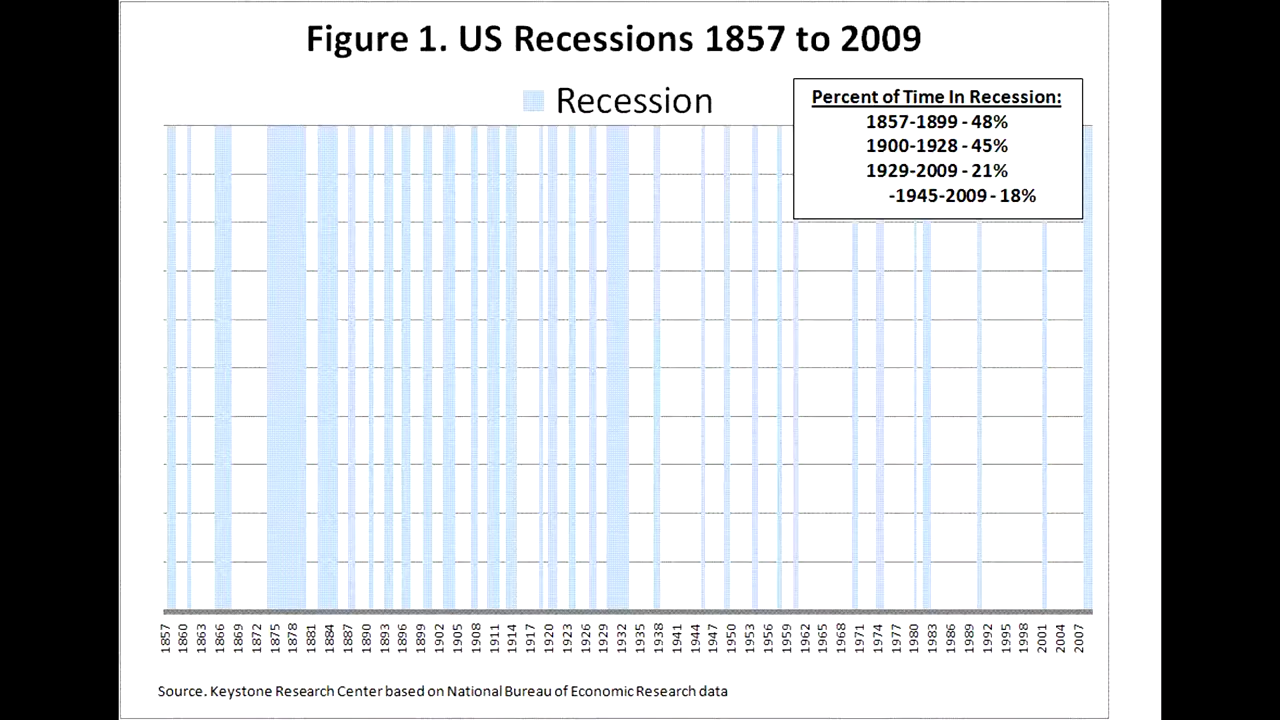 Figure 1. US Recessions 1857 to 2009
Recession
Percent of Time In Recession:
1857-1899 - 48%
1900-1928 - 45%
1929-2009 - 21%
-1945-2009 - 18%
1857 1860 1863 1866 1869 1872 1875 1878 1881 1884 1887 1890 1893 1896 1899 1902 1905 1908 1911 1914 1917 1920 1923 1926 1929 1932 1935 1938 1941 1944 1947 1950 1953 1956 1959 1962 1965 1968 1971 1974 1977 1980 1983 1986 1989 1992 1995 1998 2001 2004 2007
Source. Keystone Research Center based on National Bureau of Economic Research data